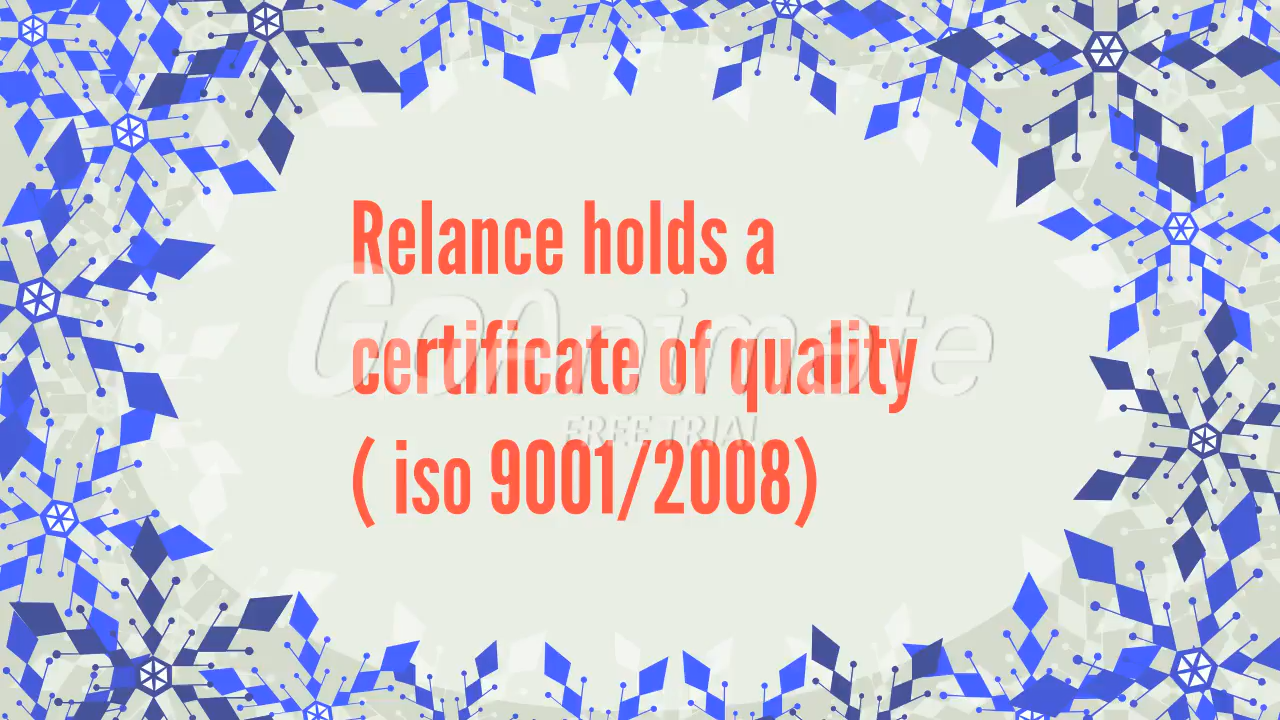 Relance holds a
GoAnimate
certificate of quality
FREE TRIAL
( iso 9001/2008)